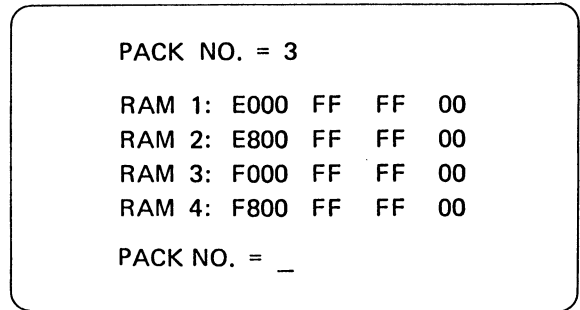 PACK NO. = 3
RAM 1: E000 FF FF 00
RAM 2: E800 FF FF 00
RAM 3: F000 FF FF 00
RAM 4: F800 FF FF 00
PACK NO. = _